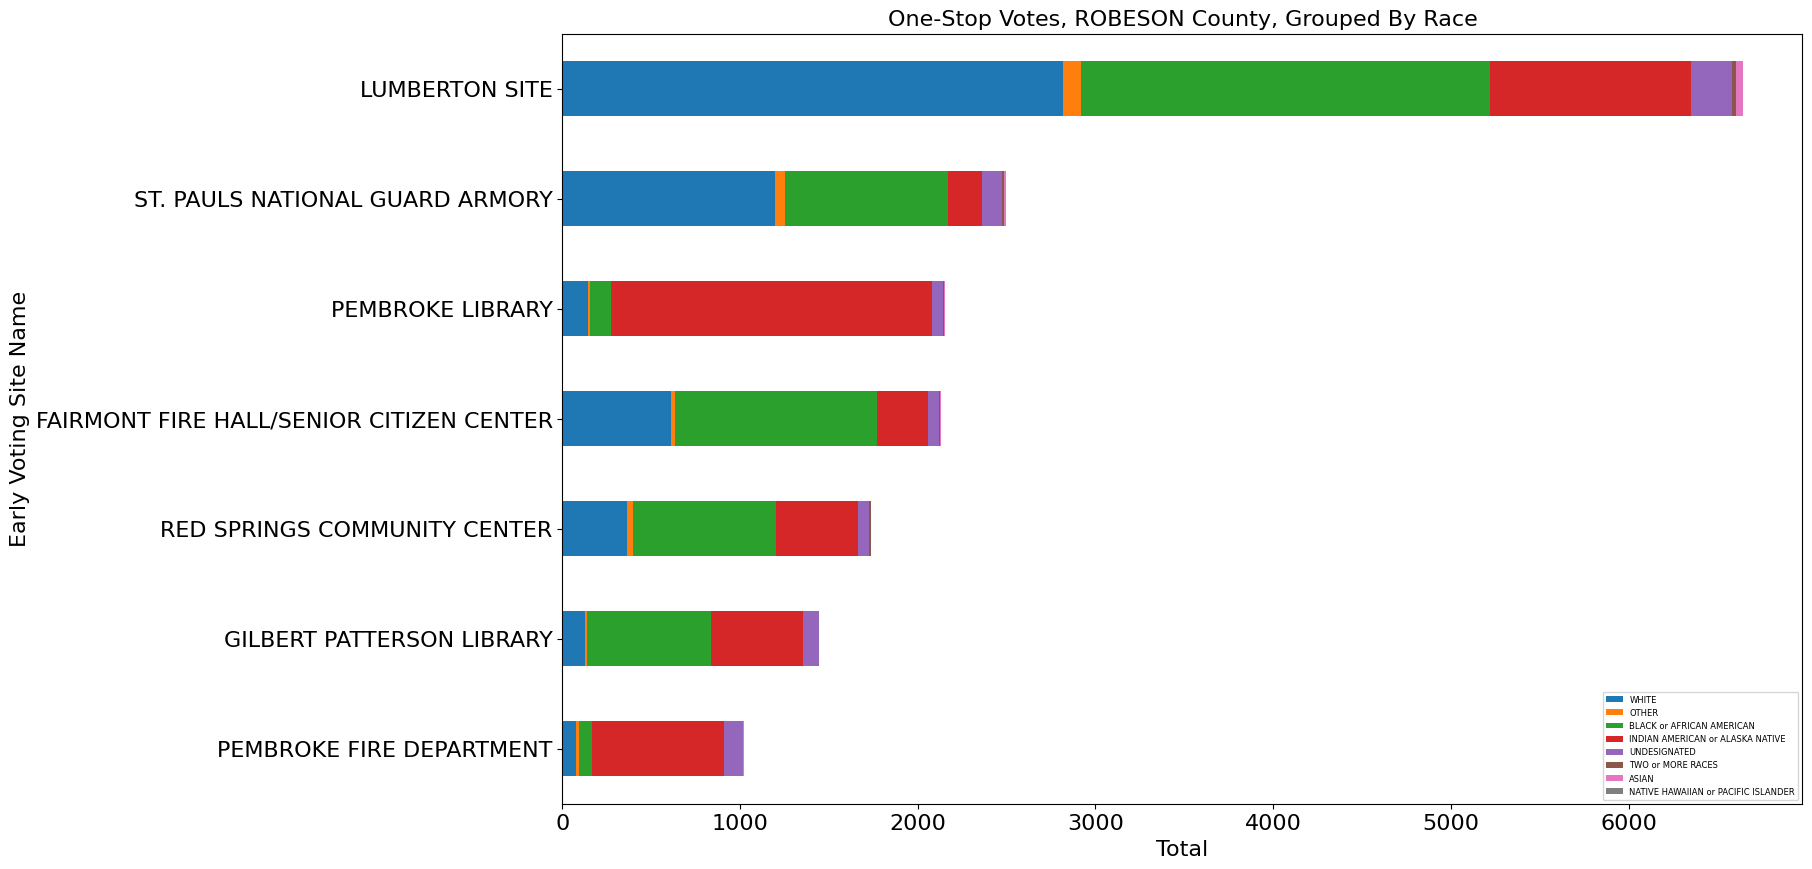 One-Stop Votes, ROBESON County, Grouped By Race
Early Voting Site Name
LUMBERTON SITE
ST. PAULS NATIONAL GUARD ARMORY
PEMBROKE LIBRARY
FAIRMONT FIRE HALL/SENIOR CITIZEN CENTER
RED SPRINGS COMMUNITY CENTER
GILBERT PATTERSON LIBRARY
PEMBROKE FIRE DEPARTMENT
WHITE
OTHER
BLACK or AFRICAN AMERICAN
INDIAN AMERICAN or ALASKA NATIVE
UNDESIGNATED
TWO or MORE RACES
ASIAN
NATIVE HAWAIIAN or PACIFIC ISLANDER
0 1000 2000 3000 4000 5000 6000
Total